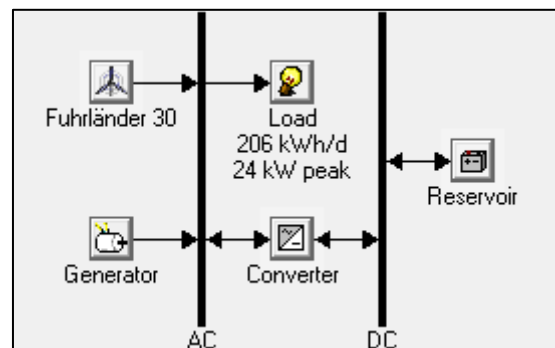 Fuhrländer 30
Load
206 kWh/d
24 kW peak
Reservoir
Generator
Converter
AC
DC